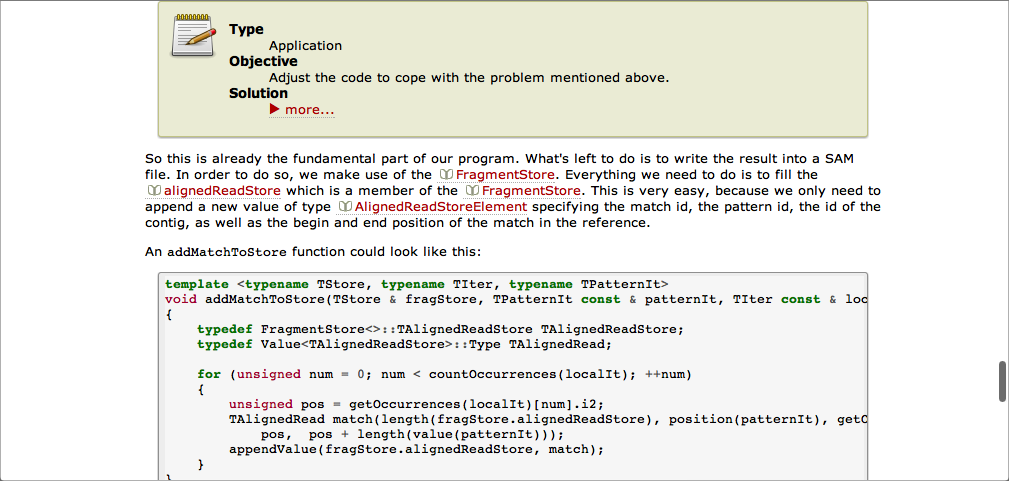 Type
Application
Objective
Adjust the code to cope with the problem mentioned above.
Solution
more...
So this is already the fundamental part of our program. What's left to do is to write the result into a SAM
file. In order to do so, we make use of the FragmentStore. Everything we need to do is to fill the
alignedReadStore which is a member of the FragmentStore. This is very easy, because we only need to
append a new value of type AlignedReadStoreElement specifying the match id, the pattern id, the id of the
contig, as well as the begin and end position of the match in the reference.
An addMatchToStore function could look like this:
template <typename TStore, typename TIter, typename TPatternIt>
void addMatchToStore(TStore & fragStore, TPatternIt const & patternIt, TIter const & loc
{
typedef FragmentStore<>::TAlignedReadStore TAlignedReadStore;
typedef Value<TAlignedReadStore>::Type TAlignedRead;
for (unsigned num = 0; num < countOccurrences(localIt); ++num)
{
unsigned pos = getOccurrences(localIt)[num].i2;
TAlignedRead match(length(fragStore.alignedReadStore), position(patternIt), getO
pos, pos + length(value(patternIt)));
appendValue(fragStore.alignedReadStore, match);
}
}